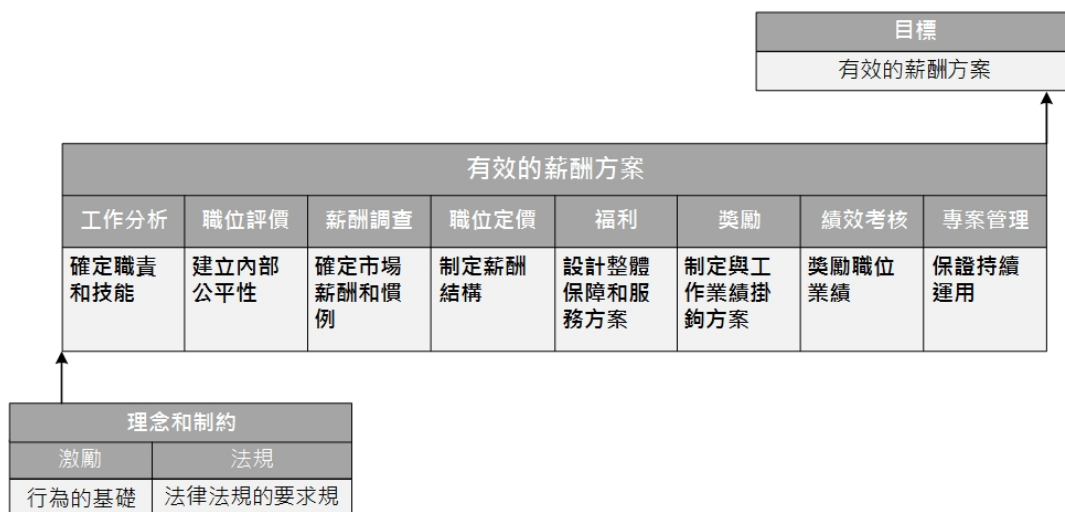 目標
有效的薪酬方案
有效的薪酬方案
工作分析 職位評價 薪酬調查 職位定價 福利 獎勵 績效考核 專案管理
確定職責 建立內部 確定市場 制定薪酬 設計整體 制定與工 獎勵職位 保證持續
和技能 公平性 薪酬和慣 結構 保障和服 作業績掛 業績 運用
例 務方案 鉤方案
理念和制約
激勵 法規
行為的基礎 法律法規的要求規